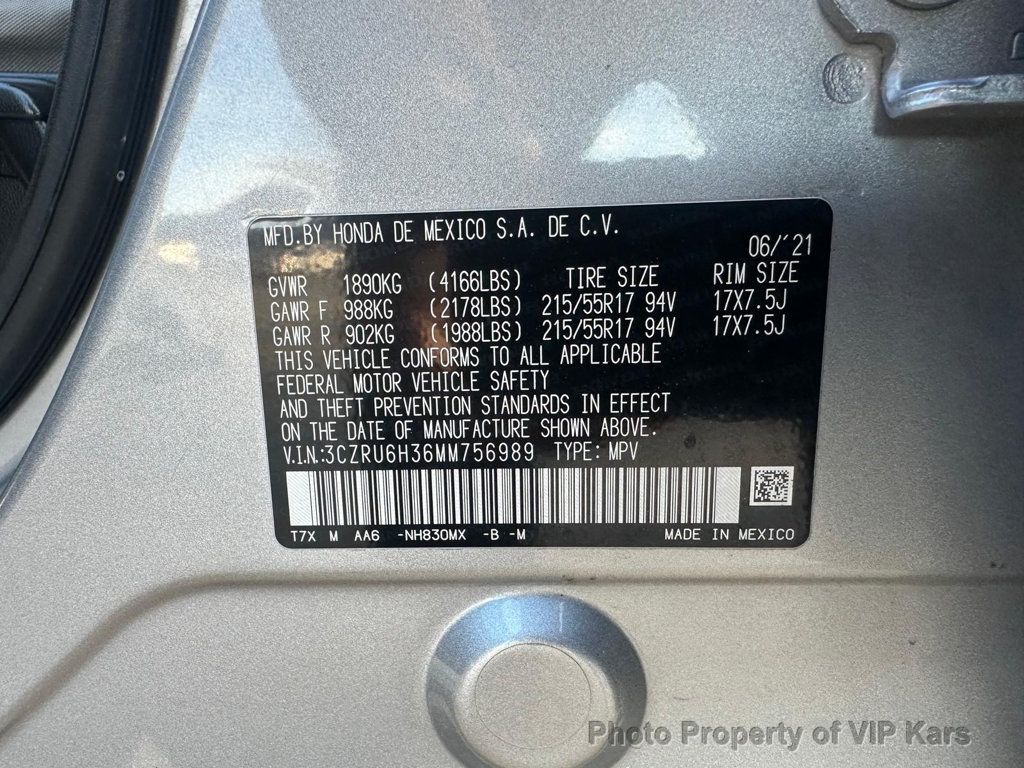 MFD.BY HONDA DE MEXICO S.A. DE C.V.
06/'21
GVWR 1890KG (4166LBS) TIRE SIZE RIM SIZE
GAWR F 988KG (2178LBS) 215/55R17 94V 17X7.5J
GAWR R 902KG (1988LBS) 215/55R17 94V 17X7.5J
THIS VEHICLE CONFORMS TO ALL APPLICABLE
FEDERAL MOTOR VEHICLE SAFETY
AND THEFT PREVENTION STANDARDS IN EFFECT
ON THE DATE OF MANUFACTURE SHOWN ABOVE.
V.I.N.:3CZRU6H36MM756989 TYPE: MPV
T7X M AA6 -NH830MX -B -M MADE IN MEXICO
Photo Property of VIP Kars